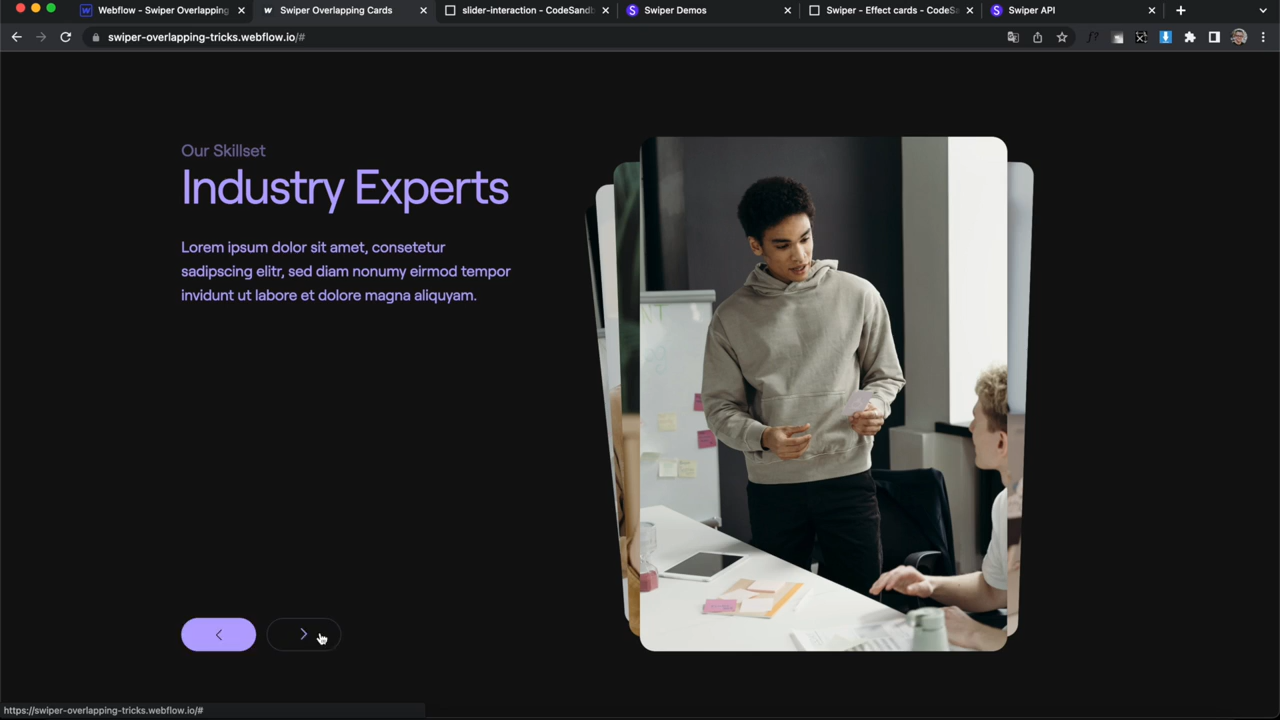 Webflow - Swiper Overlapping
Swiper Overlapping Cards
slider-interaction - CodeSandb
Swiper Demos
Swiper - Effect cards - CodeSa
Swiper API
swiper-overlapping-tricks.webflow.io/#
Our Skillset
Industry Experts
Lorem ipsum dolor sit amet, consetetur
sadipscing elitr, sed diam nonumy eirmod tempor
invidunt ut labore et dolore magna aliquyam.
https://swiper-overlapping-tricks.webflow.io/#